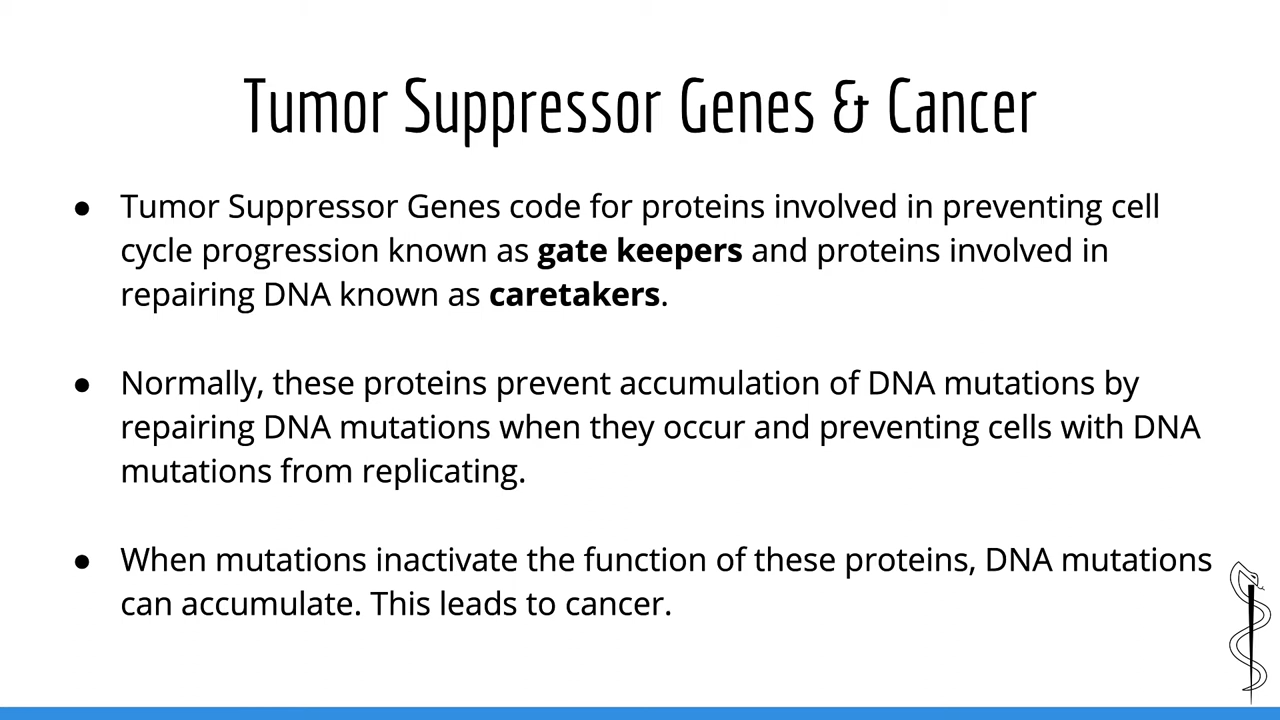 Tumor Suppressor Genes & Cancer
● Tumor Suppressor Genes code for proteins involved in preventing cell
cycle progression known as gate keepers and proteins involved in
repairing DNA known as caretakers.
● Normally, these proteins prevent accumulation of DNA mutations by
repairing DNA mutations when they occur and preventing cells with DNA
mutations from replicating.
● When mutations inactivate the function of these proteins, DNA mutations
can accumulate. This leads to cancer.